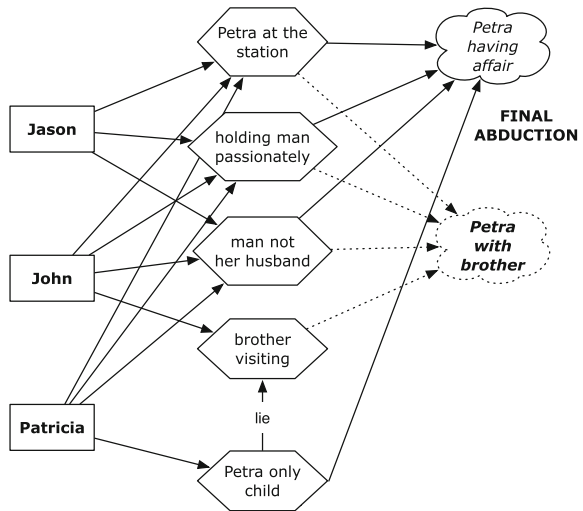 Petra at the
station
Petra
having
affair
FINAL
ABDUCTION
Jason
holding man
passionately
man not
her husband
Petra
with
brother
John
brother
visiting
lie
Patricia
Petra only
child